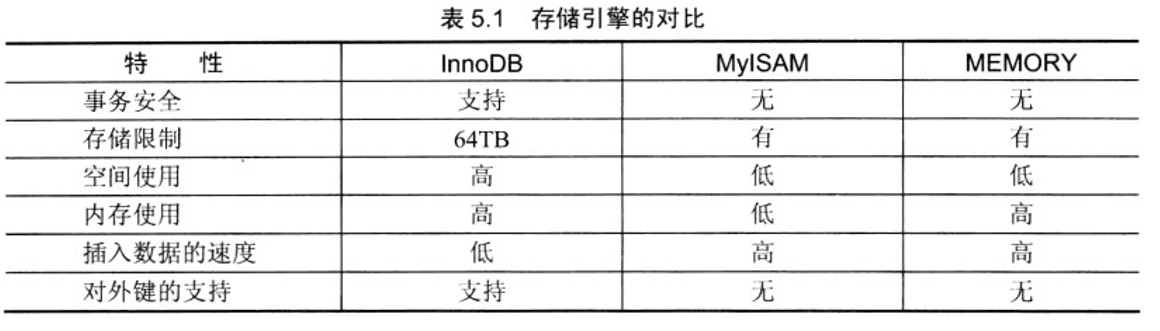 表 5.1 存储引擎的对比
特 性 InnoDB MyISAM MEMORY
事务安全 支持 无 无
存储限制 64TB 有 有
空间使用 高 低 低
内存使用 高 低 高
插入数据的速度 低 高 高
对外键的支持 支持 无 无